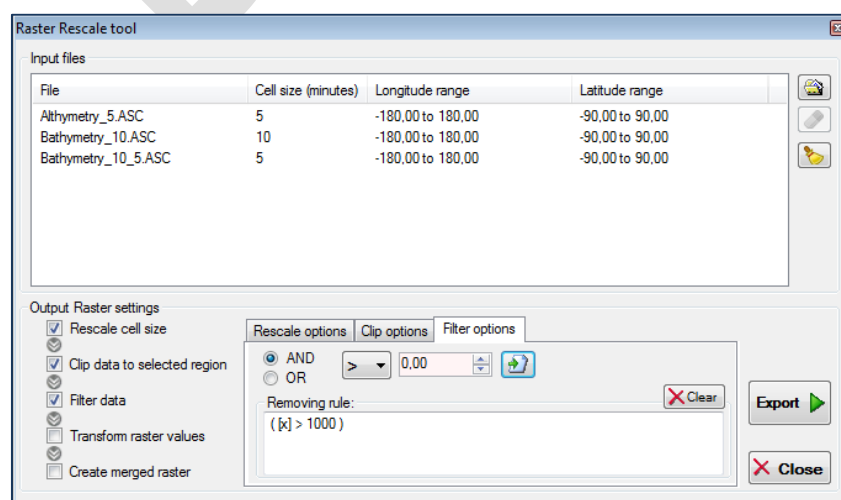 Raster Rescale tool
Input files
File Cell size (minutes) Longitude range Latitude range
Althymetry_5.ASC 5 -180,00 to 180,00 -90,00 to 90,00
Bathymetry_10.ASC 10 -180,00 to 180,00 -90,00 to 90,00
Bathymetry_10_5.ASC 5 -180,00 to 180,00 -90,00 to 90,00
Output Raster settings
Rescale cell size
Clip data to selected region
Filter data
Transform raster values
Create merged raster
Rescale options Clip options Filter options
AND
OR
> 0,00
Removing rule:
Clear
( [x] > 1000 )
Export
Close